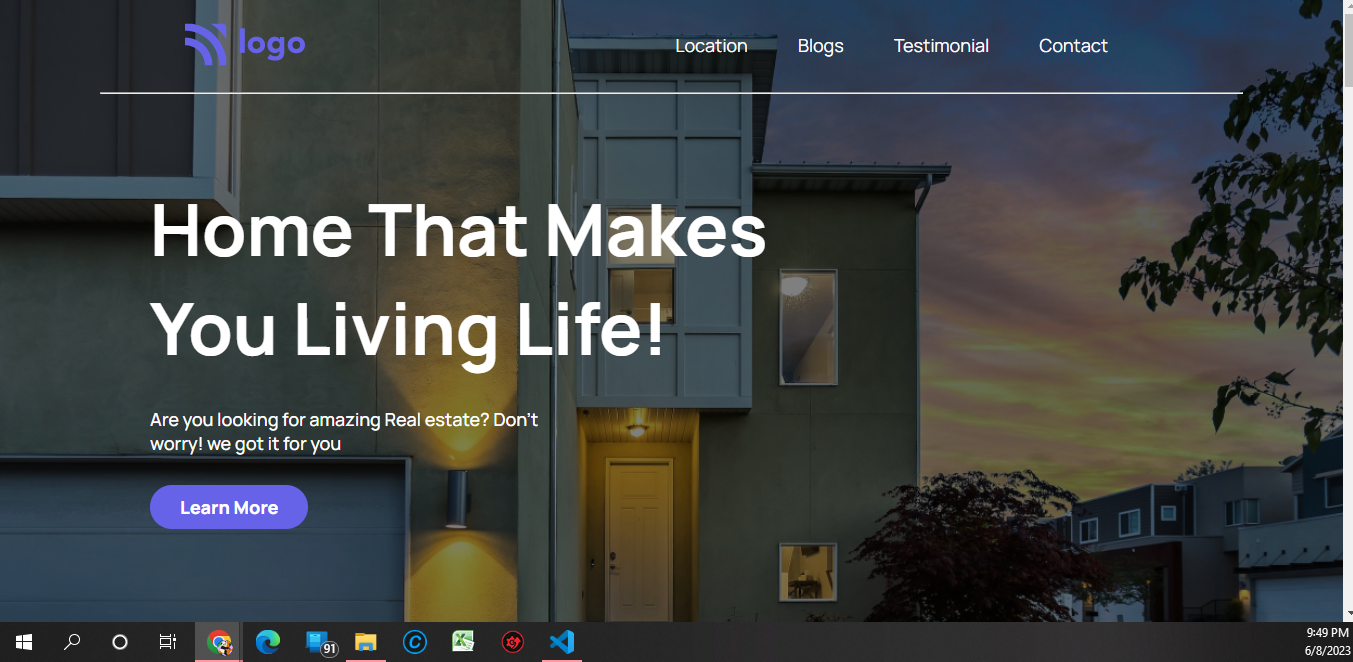 logo
Location Blogs Testimonial Contact
Home That Makes
You Living Life!
Are you looking for amazing Real estate? Don't
worry! we got it for you
Learn More
91
9:49 PM
6/8/2023